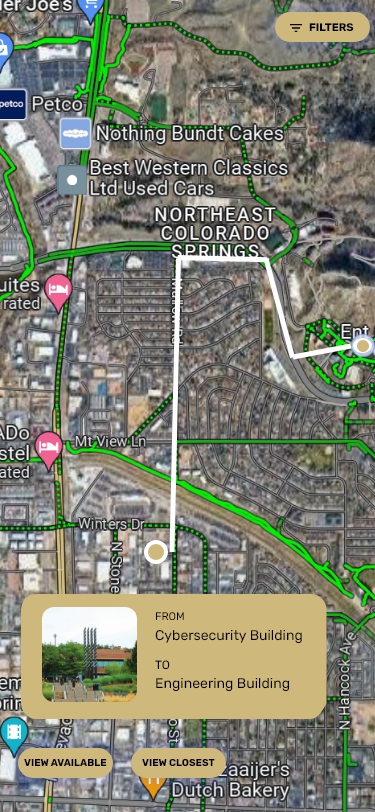 er Joe's
FILTERS
petco
Petco
Nothing Bundt Cakes
Best Western Classics
Ltd Used Cars
NORTHEAST
COLORADO
SPRINGS
uites
rated
Ent
ADo
stel
ated
Mt View Ln
Winters Dr
N Stone
FROM
Cybersecurity Building
TO
Engineering Building
N Hancock Ave
VIEW AVAILABLE
VIEW CLOSEST
Zaaijer's
Dutch Bakery